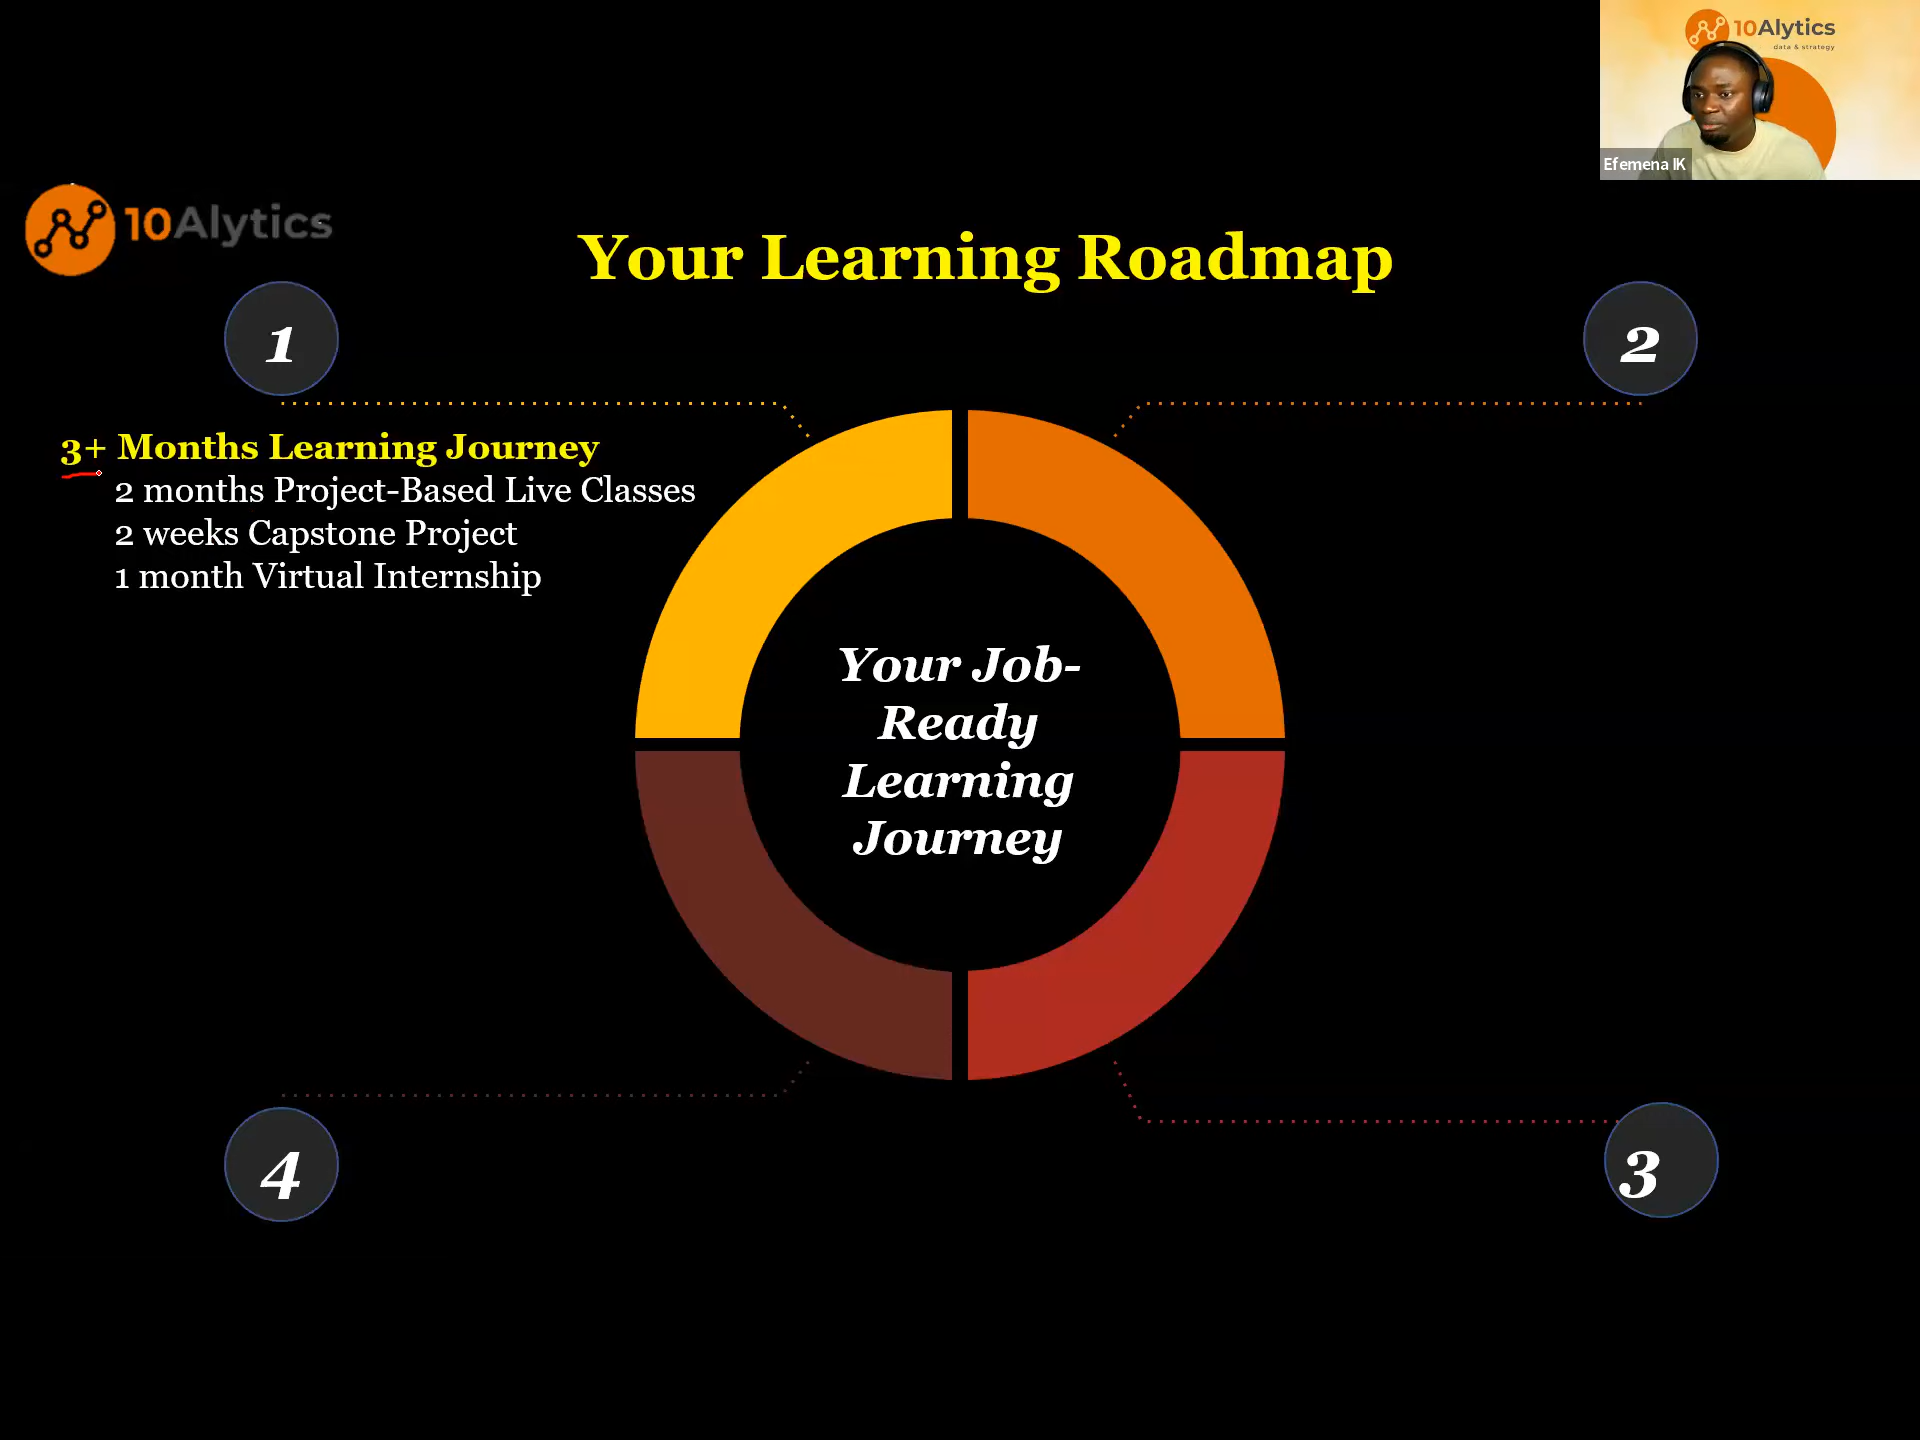 10Alytics
data & strategy
Efemena IK
10Alytics
Your Learning Roadmap
1
2
3+ Months Learning Journey
2 months Project-Based Live Classes
2 weeks Capstone Project
1 month Virtual Internship
Your Job-
Ready
Learning
Journey
4
3